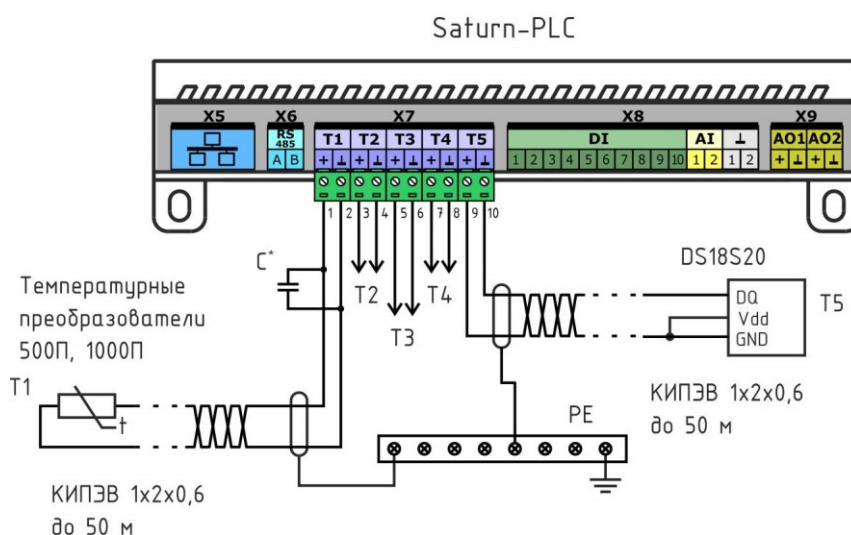 Saturn-PLC
X5 X6 X7 X8 X9
RS T1 T2 T3 T4 T5 DI AI ⊥ AO1 AO2
485
A B + ⊥ + ⊥ + ⊥ + ⊥ + ⊥ 1 2 3 4 5 6 7 8 9 10 1 2 1 2 + ⊥ + ⊥
1 2 3 4 5 6 7 8 9 10
C*
DS18S20
Температурные
преобразователи
500П, 1000П
T2 T4
T3
DQ
Vdd
GND
T5
T1
t
КИПЭВ 1x2x0,6
до 50 м
PE
КИПЭВ 1x2x0,6
до 50 м